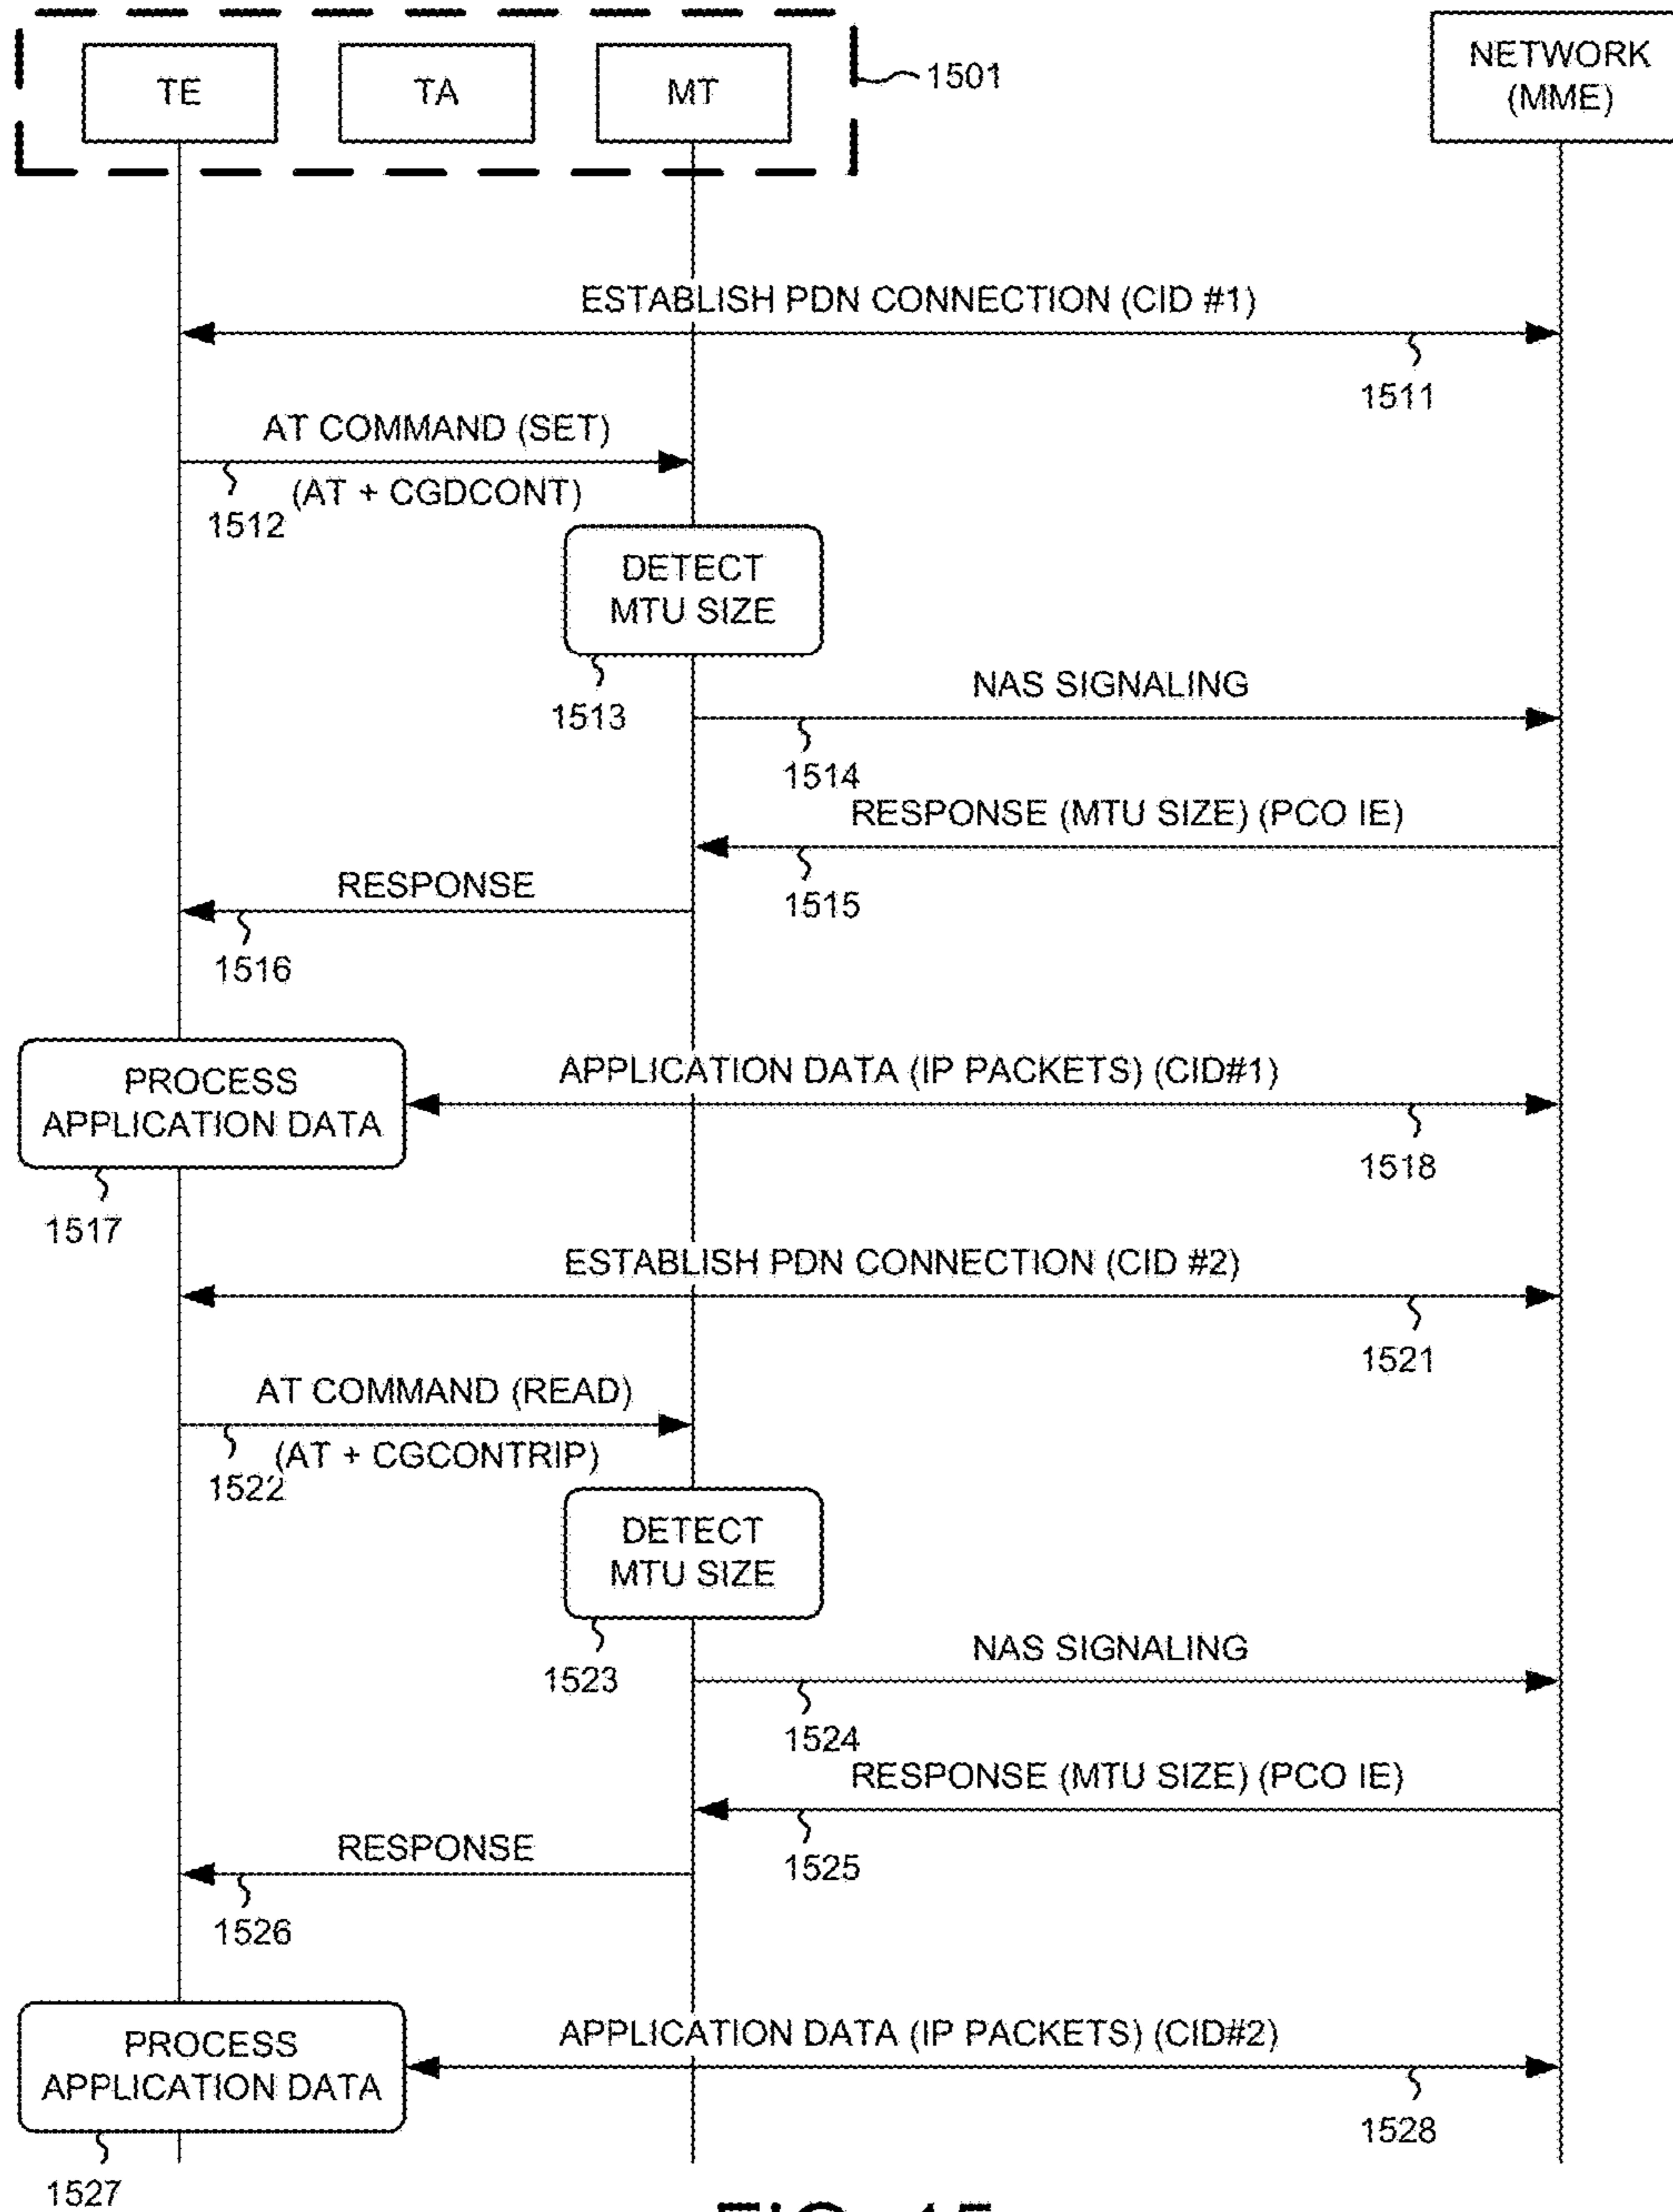 TE
TA
MT
1501
NETWORK
(MME)
ESTABLISH PDN CONNECTION (CID #1)
1511
AT COMMAND (SET)
(AT + CGDCONT)
1512
DETECT
MTU SIZE
1513
NAS SIGNALING
1514
RESPONSE (MTU SIZE) (PCO IE)
1515
RESPONSE
1516
PROCESS
APPLICATION DATA
1517
APPLICATION DATA (IP PACKETS) (CID#1)
1518
ESTABLISH PDN CONNECTION (CID #2)
1521
AT COMMAND (READ)
(AT + CGCONTRIP)
1522
DETECT
MTU SIZE
1523
NAS SIGNALING
1524
RESPONSE (MTU SIZE) (PCO IE)
1525
RESPONSE
1526
PROCESS
APPLICATION DATA
1527
APPLICATION DATA (IP PACKETS) (CID#2)
1528
FIG. 15